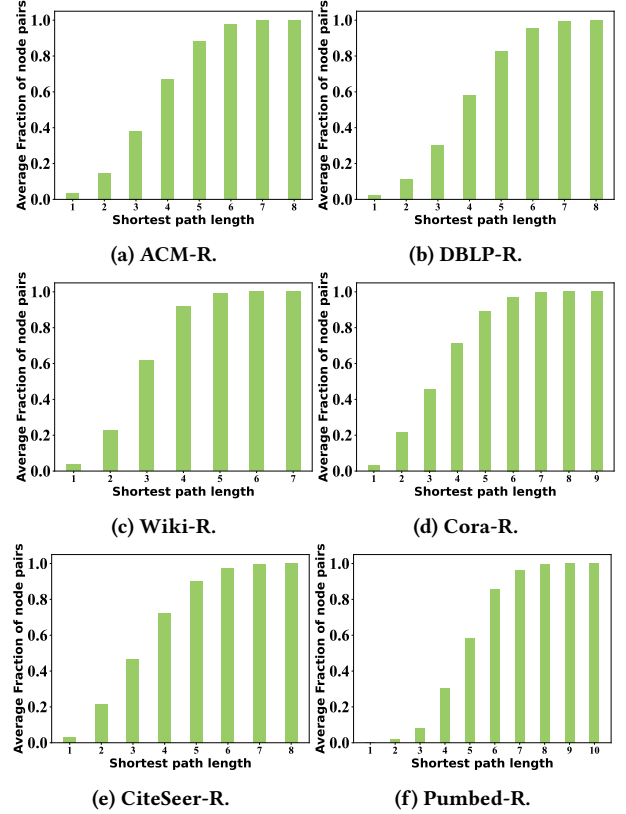 Average Fraction of node pairs
1.0
0.8
0.6
0.4
0.2
0.0
1 2 3 4 5 6 7 8
Shortest path length
(a) ACM-R.
Average Fraction of node pairs
1.0
0.8
0.6
0.4
0.2
0.0
1 2 3 4 5 6 7 8
Shortest path length
(b) DBLP-R.
Average Fraction of node pairs
1.0
0.8
0.6
0.4
0.2
0.0
1 2 3 4 5 6 7
Shortest path length
(c) Wiki-R.
Average Fraction of node pairs
1.0
0.8
0.6
0.4
0.2
0.0
1 2 3 4 5 6 7 8 9
Shortest path length
(d) Cora-R.
Average Fraction of node pairs
1.0
0.8
0.6
0.4
0.2
0.0
1 2 3 4 5 6 7 8
Shortest path length
(e) CiteSeer-R.
Average Fraction of node pairs
1.0
0.8
0.6
0.4
0.2
0.0
1 2 3 4 5 6 7 8 9 10
Shortest path length
(f) Pumbed-R.